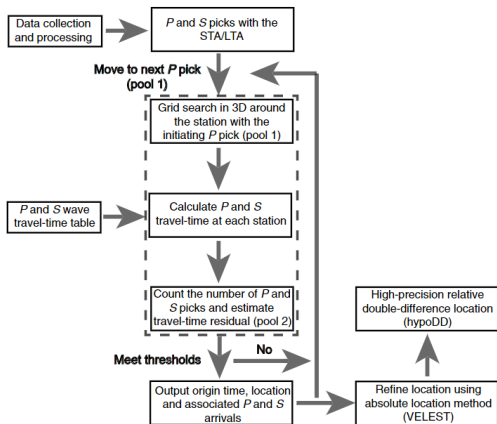 Data collection
and processing
P and S picks with the
STA/LTA
Move to next P pick
(pool 1)
Grid search in 3D around
the station with the
initiating P pick (pool 1)
P and S wave
travel-time table
Calculate P and S
travel-time at each station
Count the number of P and
S picks and estimate
travel-time residual (pool 2)
High-precision relative
double-difference location
(hypoDD)
Meet thresholds
No
Output origin time, location
and associated P and S
arrivals
Refine location using
absolute location method
(VELEST)